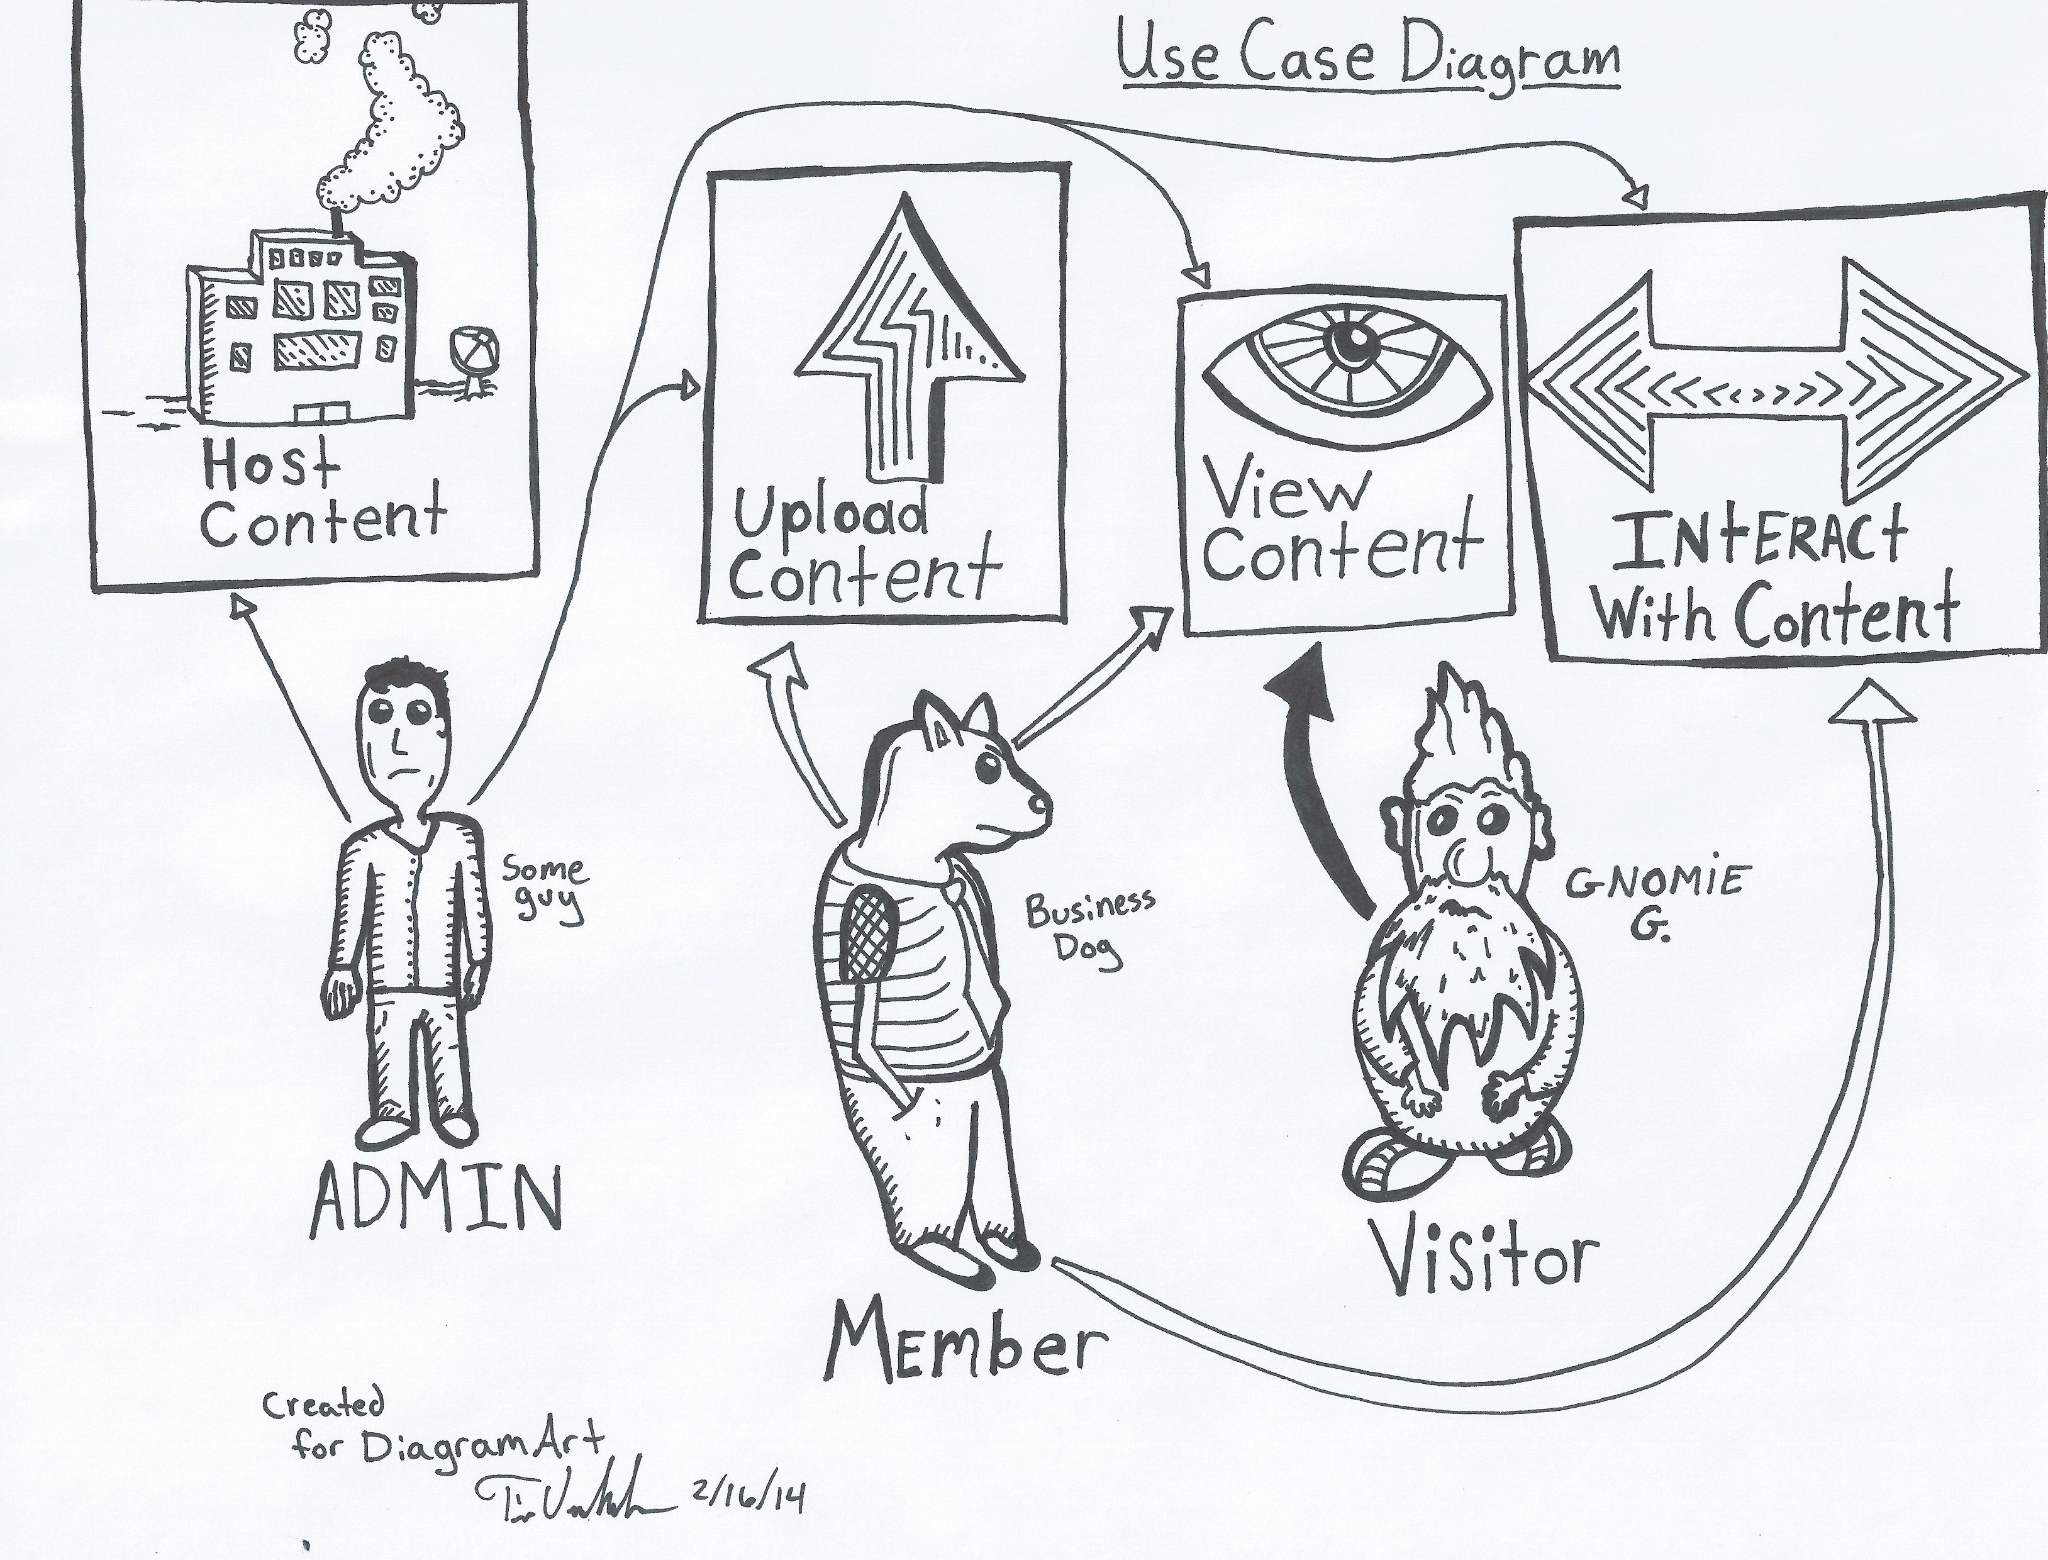 Use Case Diagram
Host
Content
Upload
Content
View
Content
INtERACt
With Content
Some
guy
Business
Dog
GNOMiE
G.
ADMIN
Member
Visitor
Created
for DiagramArt
2/16/14